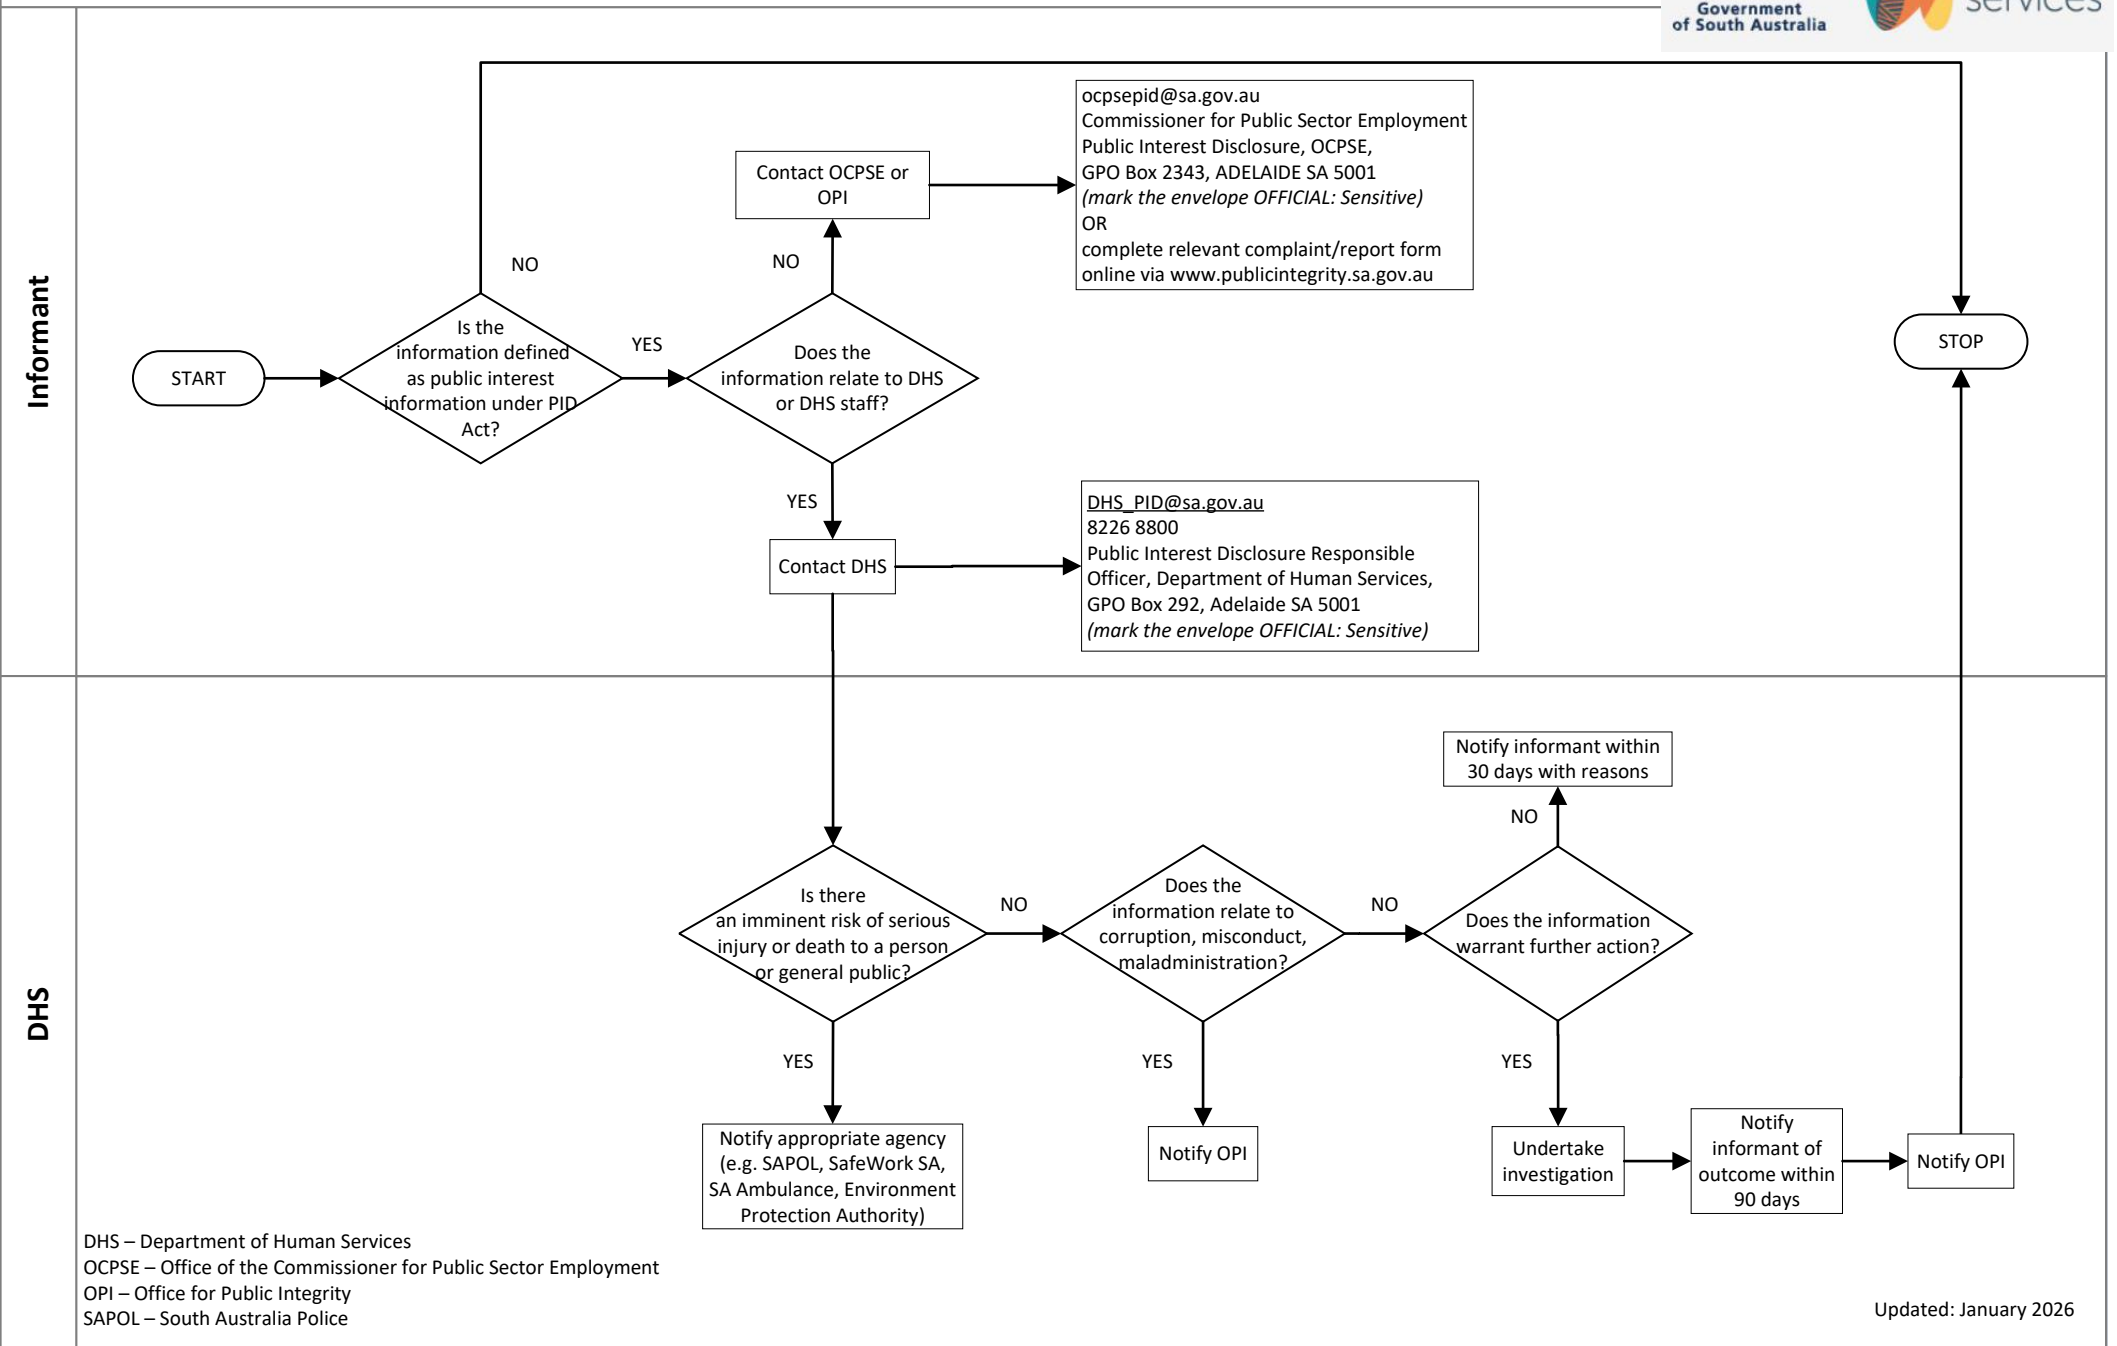 Government
of South Australia
services
Informant
START
Is the
information defined
as public interest
information under PID
Act?
NO
YES
Does the
information relate to DHS
or DHS staff?
NO
Contact OCPSE or
OPI
ocpsepid@sa.gov.au
Commissioner for Public Sector Employment
Public Interest Disclosure, OCPSE,
GPO Box 2343, ADELAIDE SA 5001
(mark the envelope OFFICIAL: Sensitive)
OR
complete relevant complaint/report form
online via www.publicintegrity.sa.gov.au
STOP
YES
Contact DHS
DHS_PID@sa.gov.au
8226 8800
Public Interest Disclosure Responsible
Officer, Department of Human Services,
GPO Box 292, Adelaide SA 5001
(mark the envelope OFFICIAL: Sensitive)
DHS
Is there
an imminent risk of serious
injury or death to a person
or general public?
NO
Does the
information relate to
corruption, misconduct,
maladministration?
NO
Does the information
warrant further action?
NO
Notify informant within
30 days with reasons
YES
Notify appropriate agency
(e.g. SAPOL, SafeWork SA,
SA Ambulance, Environment
Protection Authority)
YES
Notify OPI
YES
Undertake
investigation
Notify
informant of
outcome within
90 days
Notify OPI
DHS – Department of Human Services
OCPSE – Office of the Commissioner for Public Sector Employment
OPI – Office for Public Integrity
SAPOL – South Australia Police
Updated: January 2026